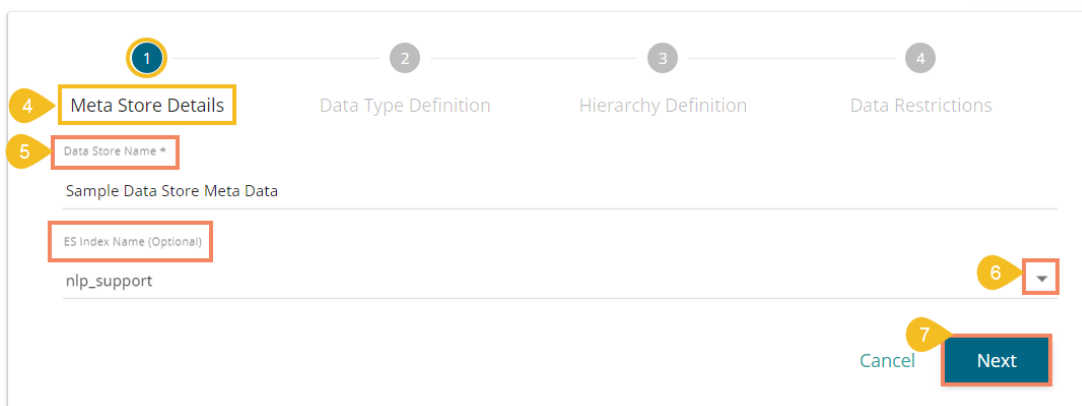 1 2 3 4
4 Meta Store Details Data Type Definition Hierarchy Definition Data Restrictions
5 Data Store Name *
Sample Data Store Meta Data
ES Index Name (Optional)
nlp_support 6
7
Cancel Next